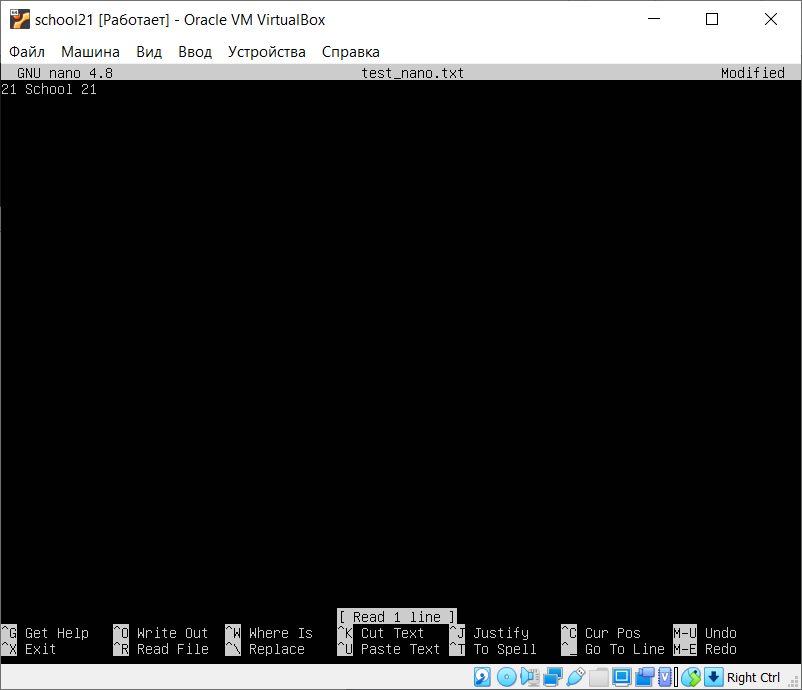 school21 [Работает] - Oracle VM VirtualBox
Файл Машина Вид Ввод Устройства Справка
GNU nano 4.8 test_nano.txt Modified
21 School 21
[ Read 1 line ]
^G Get Help ^O Write Out ^W Where Is ^K Cut Text ^J Justify ^C Cur Pos M-U Undo
^X Exit ^R Read File ^\ Replace ^U Paste Text ^T To Spell ^_ Go To Line M-E Redo
Right Ctrl